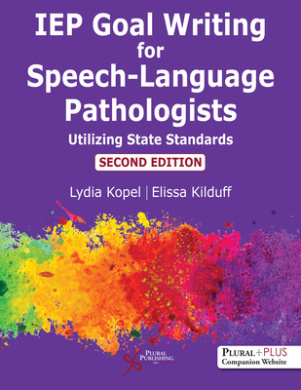 IEP Goal Writing
for
Speech-Language
Pathologists
Utilizing State Standards
SECOND EDITION
Lydia Kopel | Elissa Kilduff
PLURAL
PUBLISHING
PLURAL+PLUS
Companion Website